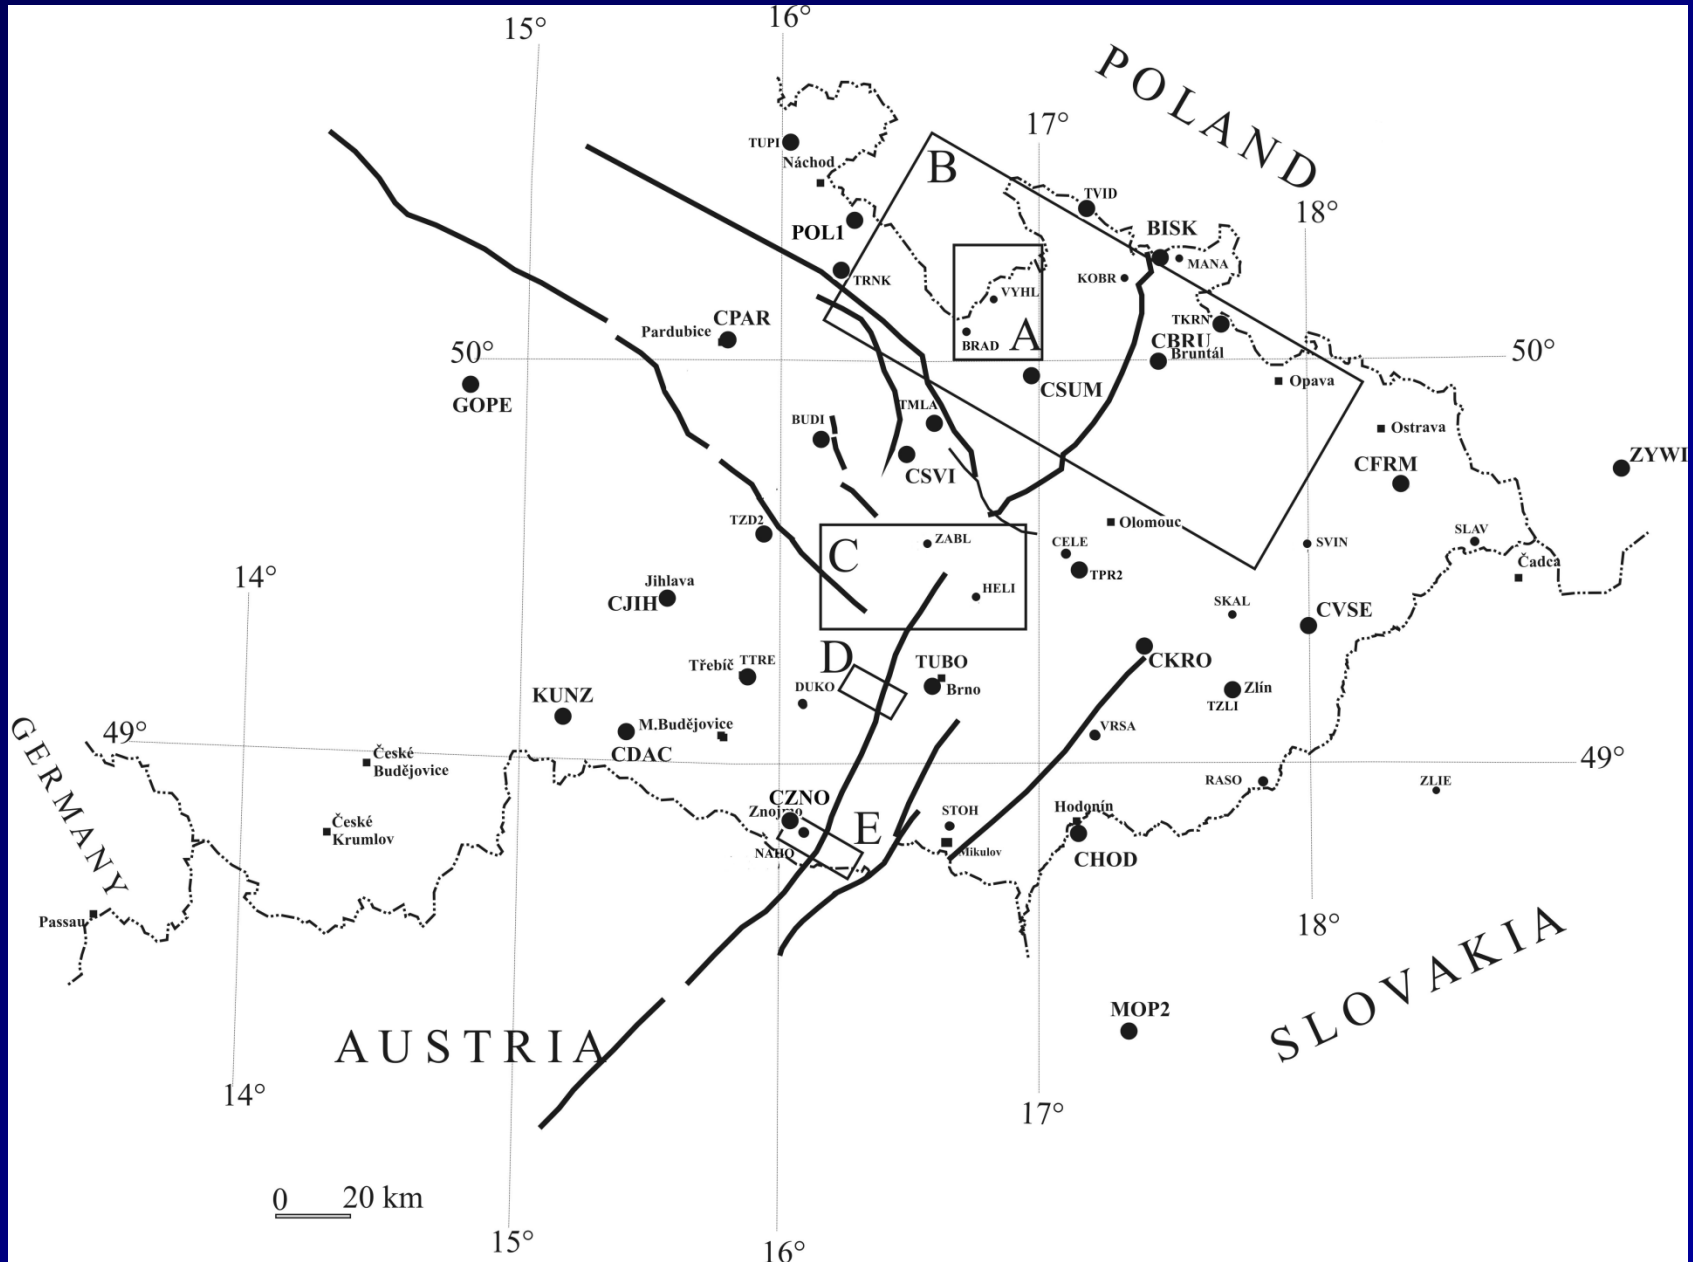 16°
15°
POLAND
17°
TUPI
Náchod
B
TVID
18°
POL1
BISK
MANA
TRNK
KOBR
VYHL
CPAR
Pardubice
TKRN
BRAD
A
CBRU
Bruntál
50°
50°
GOPE
CSUM
Opava
TMLA
BUDI
Ostrava
CSVI
CFRM
ZYWI
TZD2
Olomouc
SLAV
C
ZABL
CELE
SVIN
Čadca
14°
Jihlava
CJIH
HELI
TPR2
SKAL
CVSE
D
Třebíč
TTRE
TUBO
Brno
CKRO
DUKO
Zlín
TZLI
KUNZ
M.Budějovice
CDAC
VRSA
GERMANY
49°
České
Budějovice
49°
RASO
ZLIE
CZNO
Znojmo
E
STOH
Hodonín
České
Krumlov
NAHO
Mikulov
CHOD
Passau
18°
SLOVAKIA
MOP2
AUSTRIA
14°
17°
0
20 km
15°
16°